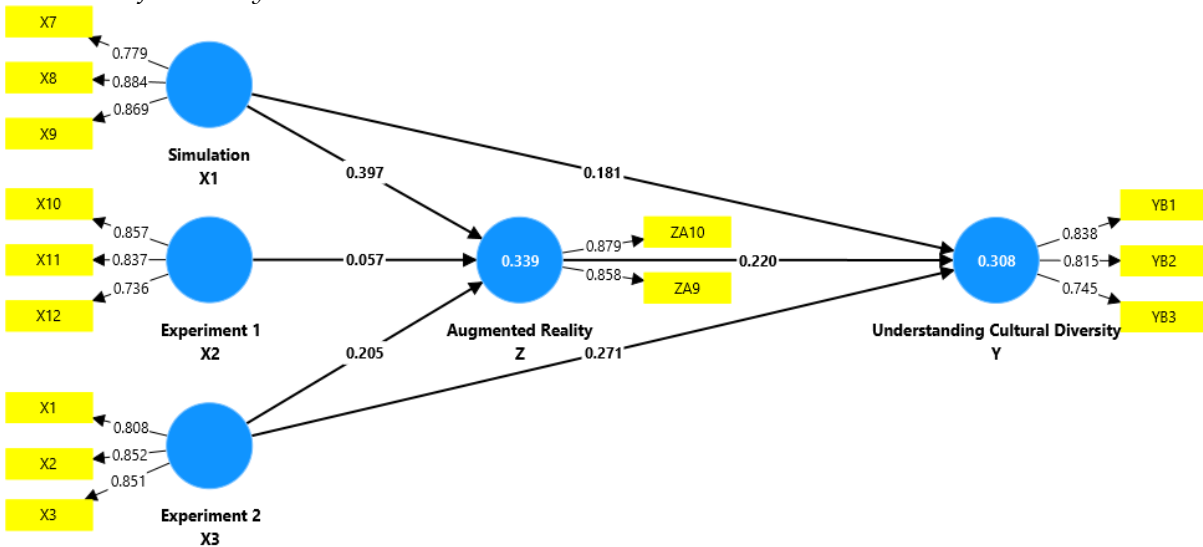 X7
X8
X9
0.779
0.884
0.869
Simulation
X1
0.397
0.181
X10
X11
X12
0.857
0.837
0.736
Experiment 1
X2
0.057
0.339
Augmented Reality
Z
0.879
0.858
ZA10
ZA9
0.220
0.308
Understanding Cultural Diversity
Y
0.838
0.815
0.745
YB1
YB2
YB3
0.205
0.271
X1
X2
X3
0.808
0.852
0.851
Experiment 2
X3